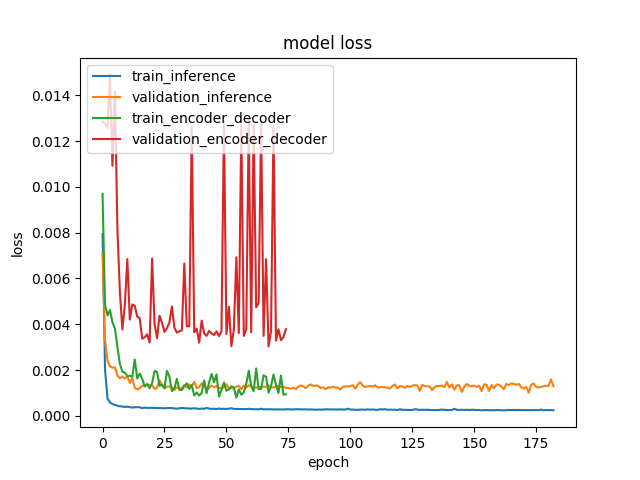 model loss
train_inference
validation_inference
train_encoder_decoder
validation_encoder_decoder
loss
0.014
0.012
0.010
0.008
0.006
0.004
0.002
0.000
0 25 50 75 100 125 150 175
epoch